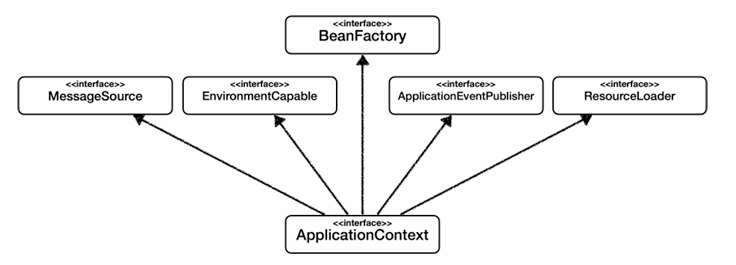 <<interface>>
BeanFactory
<<interface>>
MessageSource
<<interface>>
EnvironmentCapable
<<interface>>
ApplicationEventPublisher
<<interface>>
ResourceLoader
<<interface>>
ApplicationContext